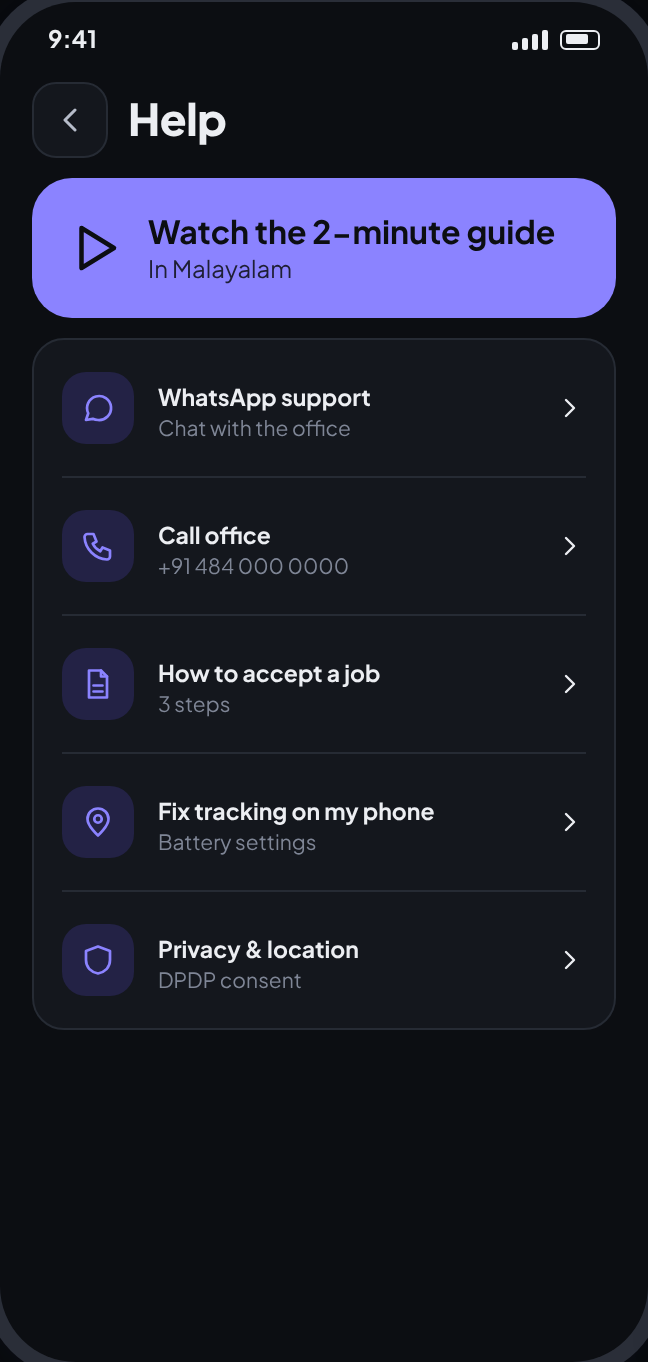 9:41
Help
Watch the 2-minute guide
In Malayalam
WhatsApp support
Chat with the office
Call office
+91 484 000 0000
How to accept a job
3 steps
Fix tracking on my phone
Battery settings
Privacy & location
DPDP consent